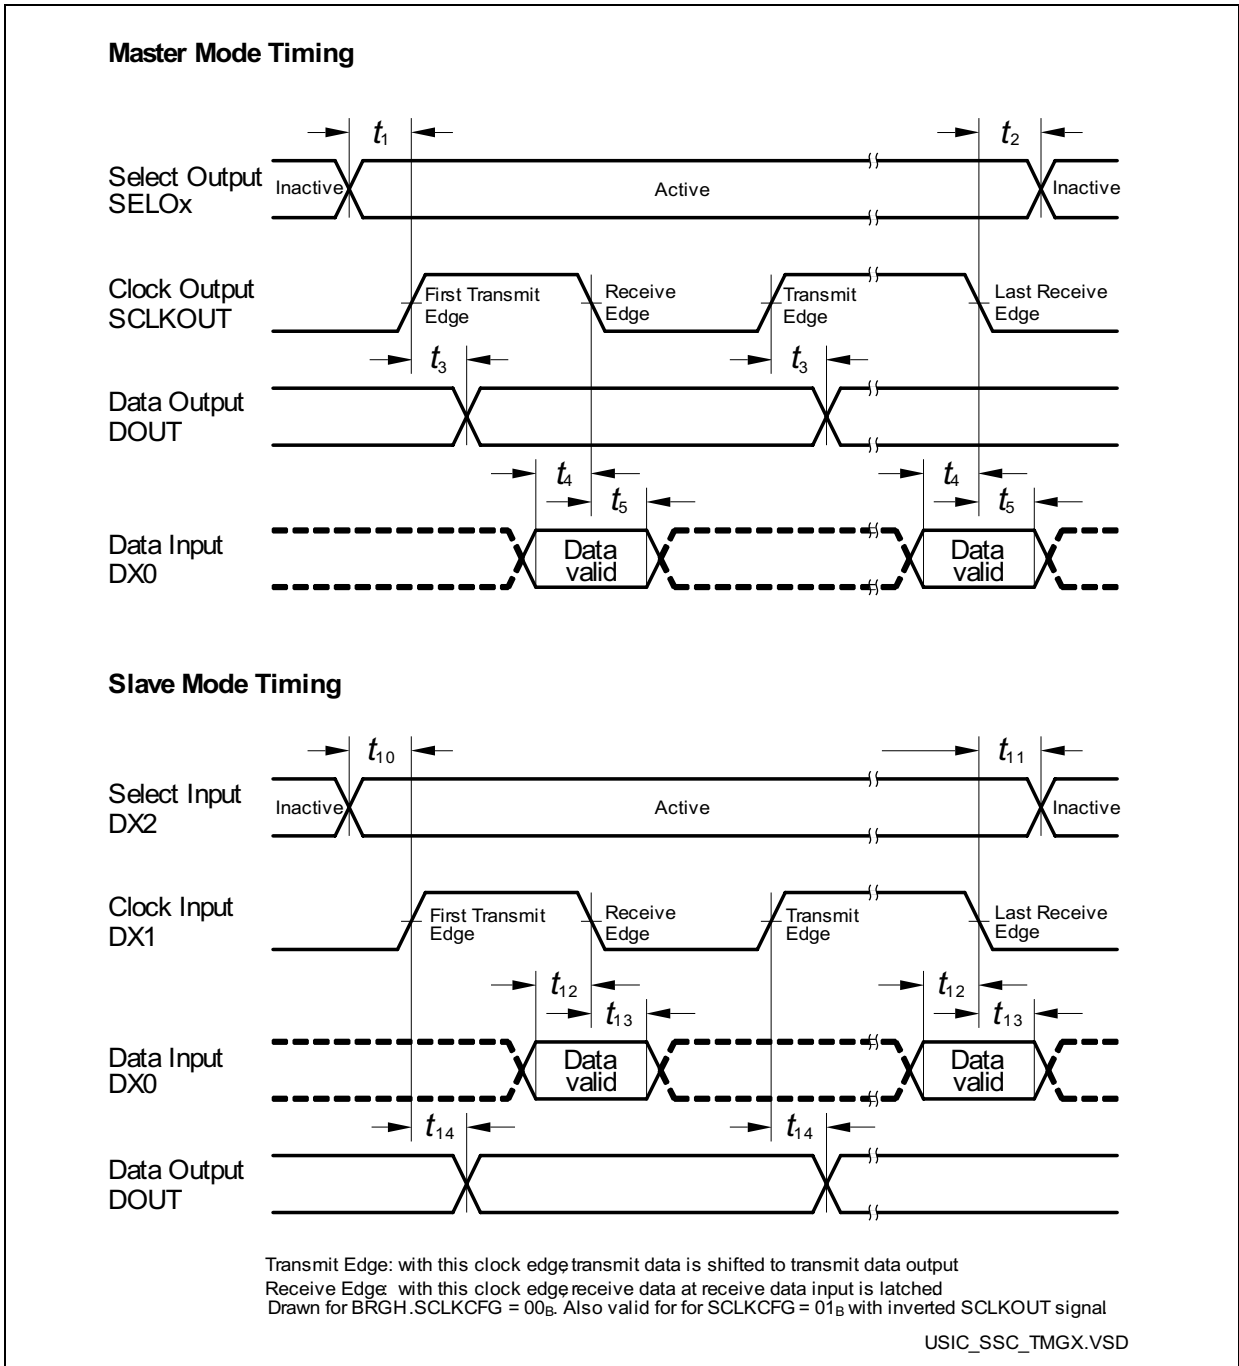 Master Mode Timing
t1
t2
Select Output
SELOx
Inactive
Active
Inactive
Clock Output
SCLKOUT
First Transmit
Edge
Receive
Edge
Transmit
Edge
Last Receive
Edge
t3
t3
Data Output
DOUT
t4
t5
t4
t5
Data Input
DX0
Data
valid
Data
valid
Slave Mode Timing
t10
t11
Select Input
DX2
Inactive
Active
Inactive
Clock Input
DX1
First Transmit
Edge
Receive
Edge
Transmit
Edge
Last Receive
Edge
t12
t13
t12
t13
Data Input
DX0
Data
valid
Data
valid
t14
t14
Data Output
DOUT
Transmit Edge: with this clock edge, transmit data is shifted to transmit data output
Receive Edge: with this clock edge, receive data at receive data input is latched
Drawn for BRGH.SCLKCFG = 00B. Also valid for for SCLKCFG = 01B with inverted SCLKOUT signal.
USIC_SSC_TMGX.VSD